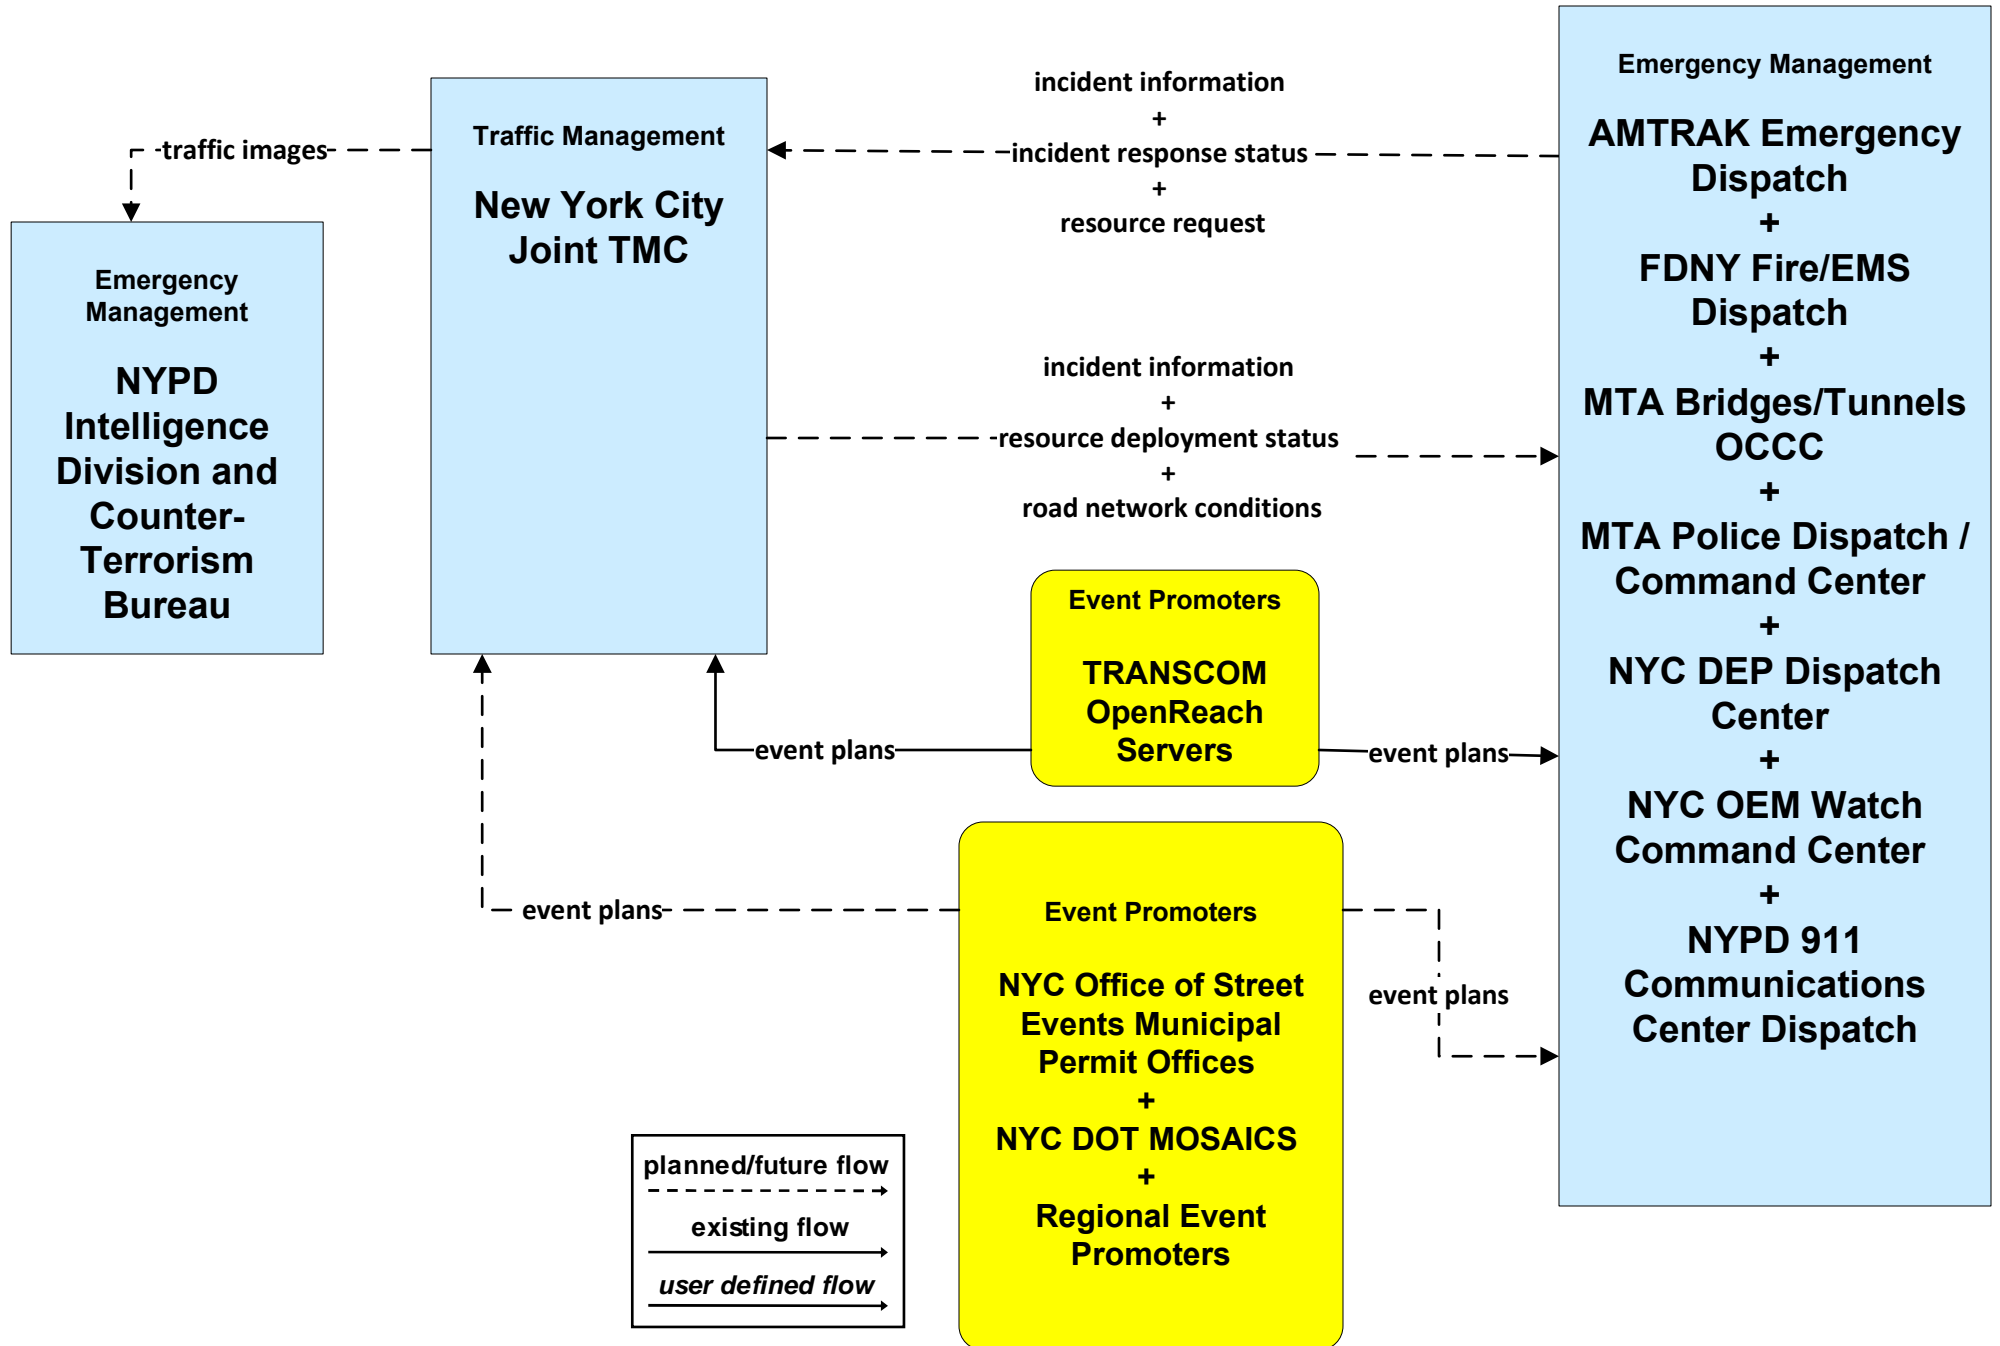 traffic images
Emergency
Management
NYPD
Intelligence
Division and
Counter-
Terrorism
Bureau
Traffic Management
New York City
Joint TMC
incident information
+
incident response status
+
resource request
incident information
+
resource deployment status
+
road network conditions
Event Promoters
TRANSCOM
OpenReach
Servers
event plans
event plans
Event Promoters
NYC Office of Street
Events Municipal
Permit Offices
+
NYC DOT MOSAICS
+
Regional Event
Promoters
event plans
event plans
Emergency Management
AMTRAK Emergency
Dispatch
+
FDNY Fire/EMS
Dispatch
+
MTA Bridges/Tunnels
OCCC
+
MTA Police Dispatch /
Command Center
+
NYC DEP Dispatch
Center
+
NYC OEM Watch
Command Center
+
NYPD 911
Communications
Center Dispatch
planned/future flow
existing flow
user defined flow